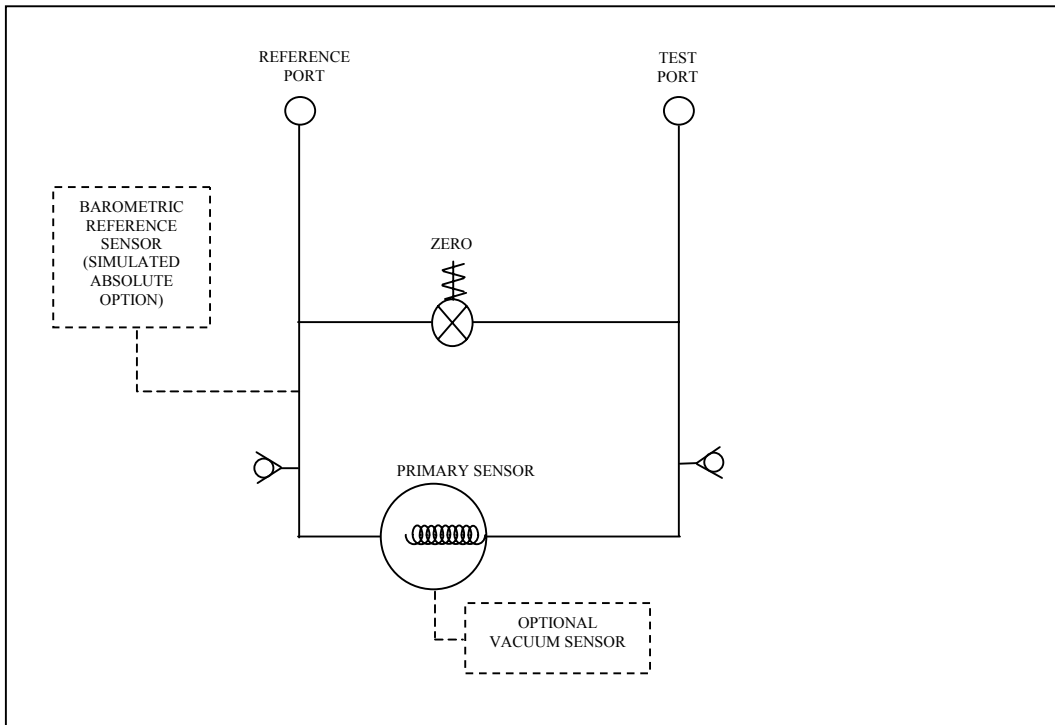 REFERENCE
PORT
TEST
PORT
BAROMETRIC
REFERENCE
SENSOR
(SIMULATED
ABSOLUTE
OPTION)
ZERO
PRIMARY SENSOR
OPTIONAL
VACUUM SENSOR